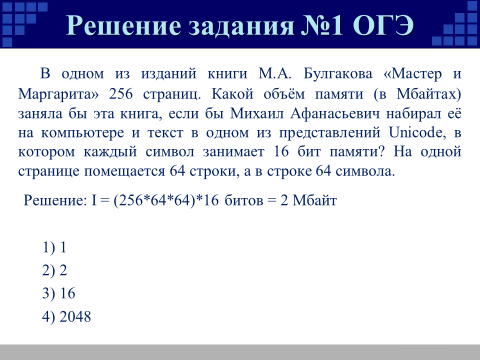 Решение задания №1 ОГЭ
В одном из изданий книги М.А. Булгакова «Мастер и
Маргарита» 256 страниц. Какой объём памяти (в Мбайтах)
заняла бы эта книга, если бы Михаил Афанасьевич набирал её
на компьютере и текст в одном из представлений Unicode, в
котором каждый символ занимает 16 бит памяти? На одной
странице помещается 64 строки, а в строке 64 символа.
Решение: I = (256*64*64)*16 битов = 2 Мбайт
1) 1
2) 2
3) 16
4) 2048